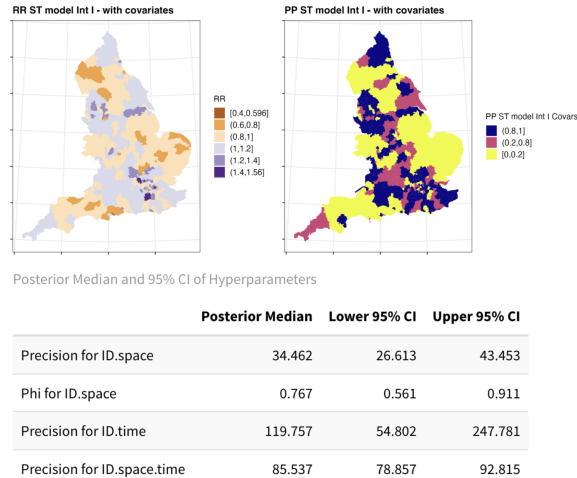 RR ST model Int I - with covariates
PP ST model Int I - with covariates
RR
[0.4,0.596]
(0.6,0.8]
(0.8,1]
(1,1.2]
(1.2,1.4]
(1.4,1.56]
PP ST model Int I Covars
(0.8,1]
(0.2,0.8]
[0,0.2]
Posterior Median and 95% CI of Hyperparameters
Posterior Median Lower 95% CI Upper 95% CI
Precision for ID.space 34.462 26.613 43.453
Phi for ID.space 0.767 0.561 0.911
Precision for ID.time 119.757 54.802 247.781
Precision for ID.space.time 85.537 78.857 92.815